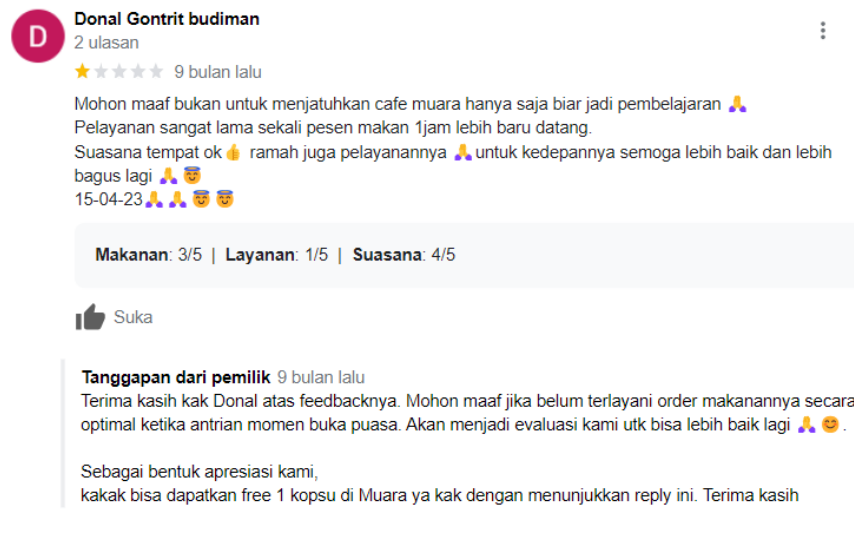 D
Donal Gontrit budiman
2 ulasan
9 bulan lalu
Mohon maaf bukan untuk menjatuhkan cafe muara hanya saja biar jadi pembelajaran 🙏
Pelayanan sangat lama sekali pesen makan 1jam lebih baru datang.
Suasana tempat ok👍 ramah juga pelayanannya 🙏untuk kedepannya semoga lebih baik dan lebih
bagus lagi 🙏😇
15-04-23🙏🙏😇😇
Makanan: 3/5 | Layanan: 1/5 | Suasana: 4/5
Suka
Tanggapan dari pemilik 9 bulan lalu
Terima kasih kak Donal atas feedbacknya. Mohon maaf jika belum terlayani order makanannya secara
optimal ketika antrian momen buka puasa. Akan menjadi evaluasi kami utk bisa lebih baik lagi 🙏😊.
Sebagai bentuk apresiasi kami,
kakak bisa dapatkan free 1 kopsu di Muara ya kak dengan menunjukkan reply ini. Terima kasih